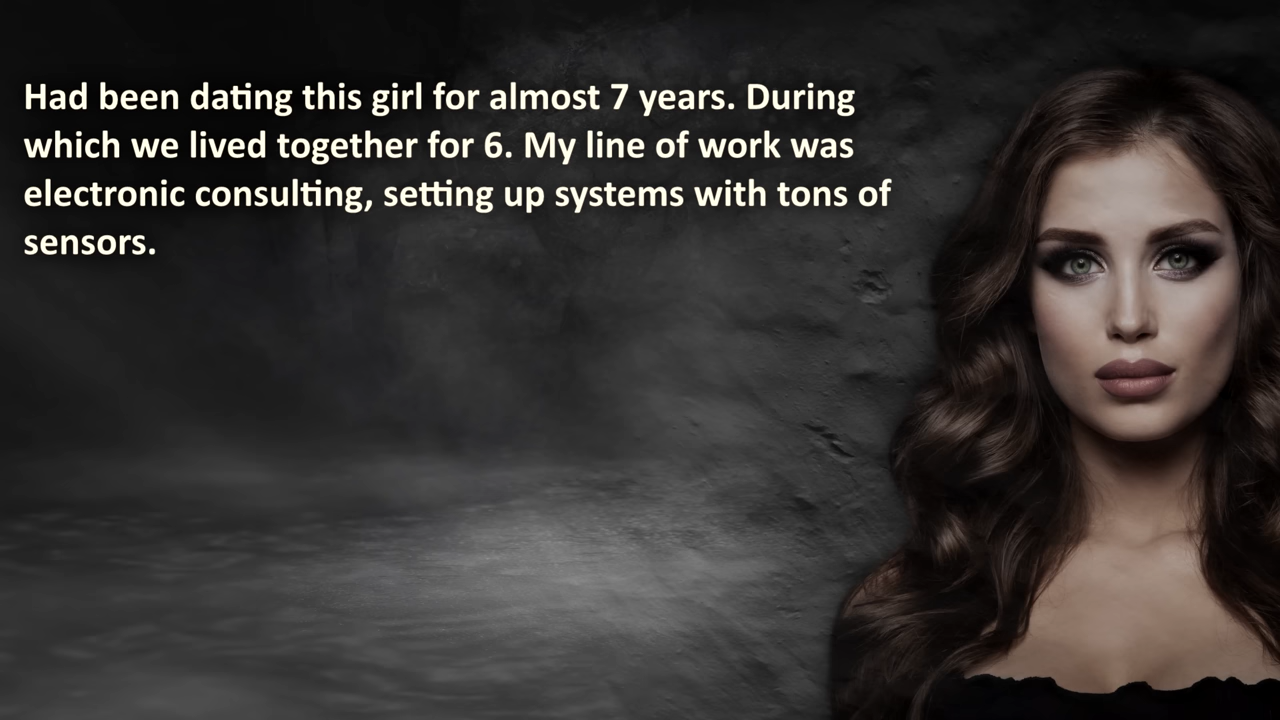 Had been dating this girl for almost 7 years. During
which we lived together for 6. My line of work was
electronic consulting, setting up systems with tons of
sensors.